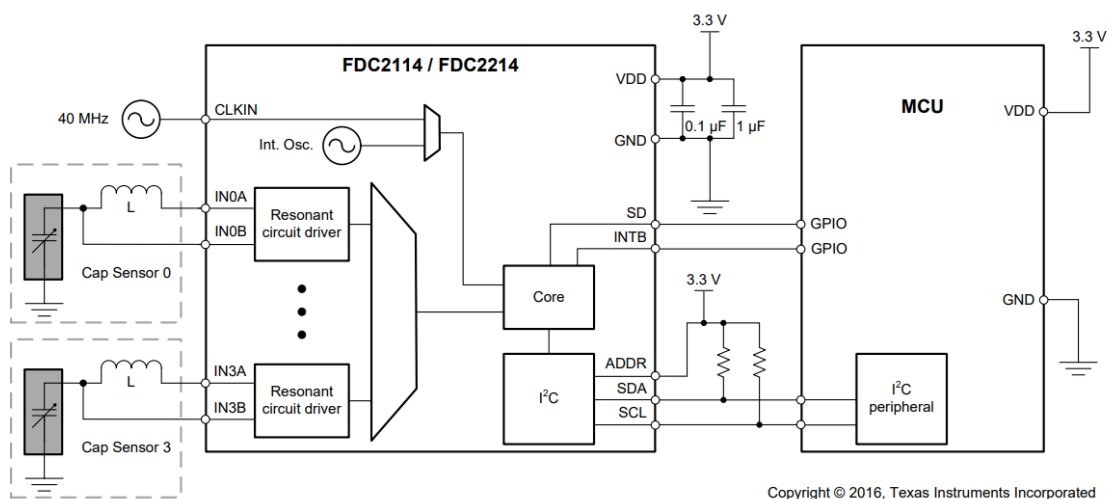 3.3 V
3.3 V
FDC2114 / FDC2214
VDD
MCU
CLKIN
40 MHz
0.1 µF
1 µF
VDD
Int. Osc.
GND
IN0A
L
Resonant
circuit driver
SD
GPIO
IN0B
INTB
GPIO
Cap Sensor 0
3.3 V
Core
GND
IN3A
ADDR
L
Resonant
circuit driver
I²C
SDA
I²C
peripheral
IN3B
SCL
Cap Sensor 3
Copyright © 2016, Texas Instruments Incorporated